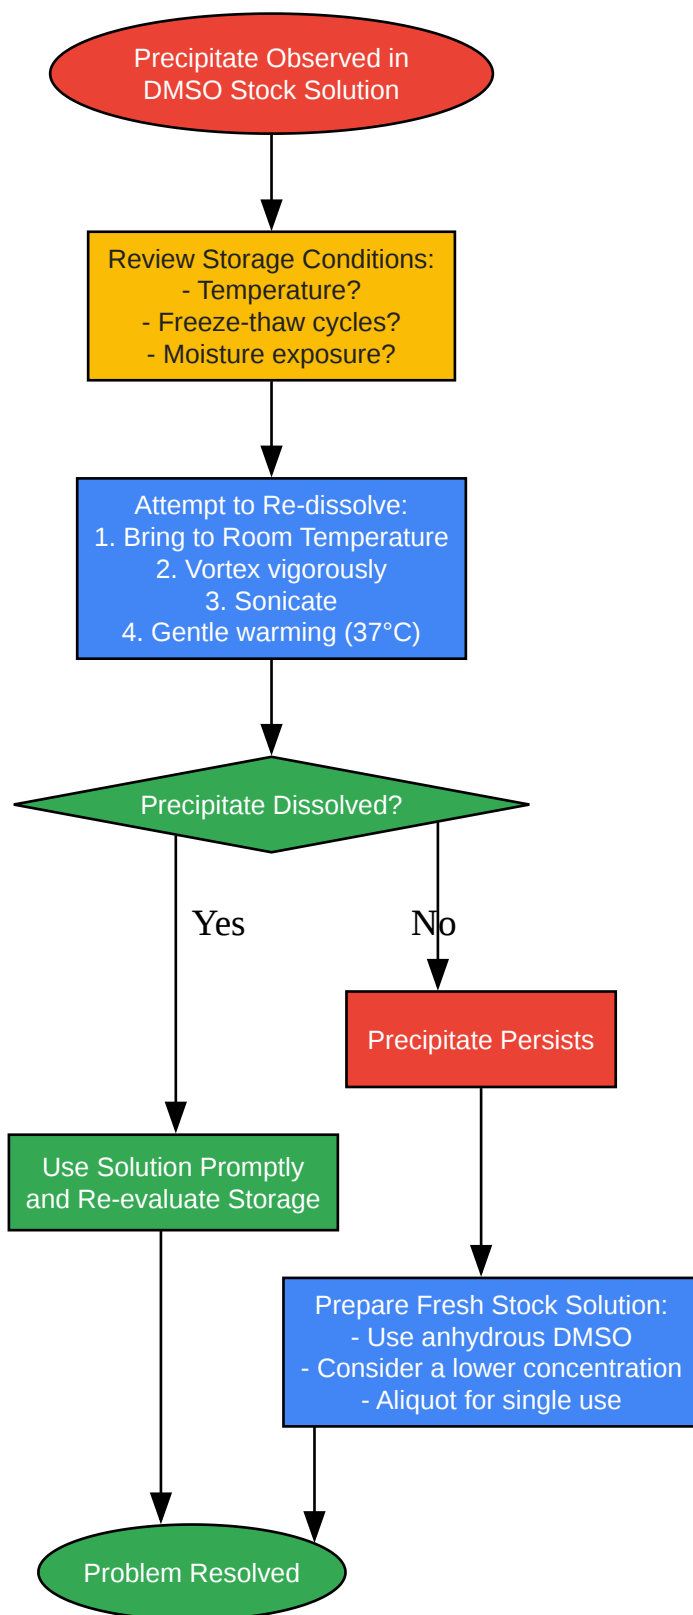 Precipitate Observed in
DMSO Stock Solution
Review Storage Conditions:
- Temperature?
- Freeze-thaw cycles?
- Moisture exposure?
Attempt to Re-dissolve:
1. Bring to Room Temperature
2. Vortex vigorously
3. Sonicate
4. Gentle warming (37°C)
Precipitate Dissolved?
Yes
No
Precipitate Persists
Use Solution Promptly
and Re-evaluate Storage
Prepare Fresh Stock Solution:
- Use anhydrous DMSO
- Consider a lower concentration
- Aliquot for single use
Problem Resolved